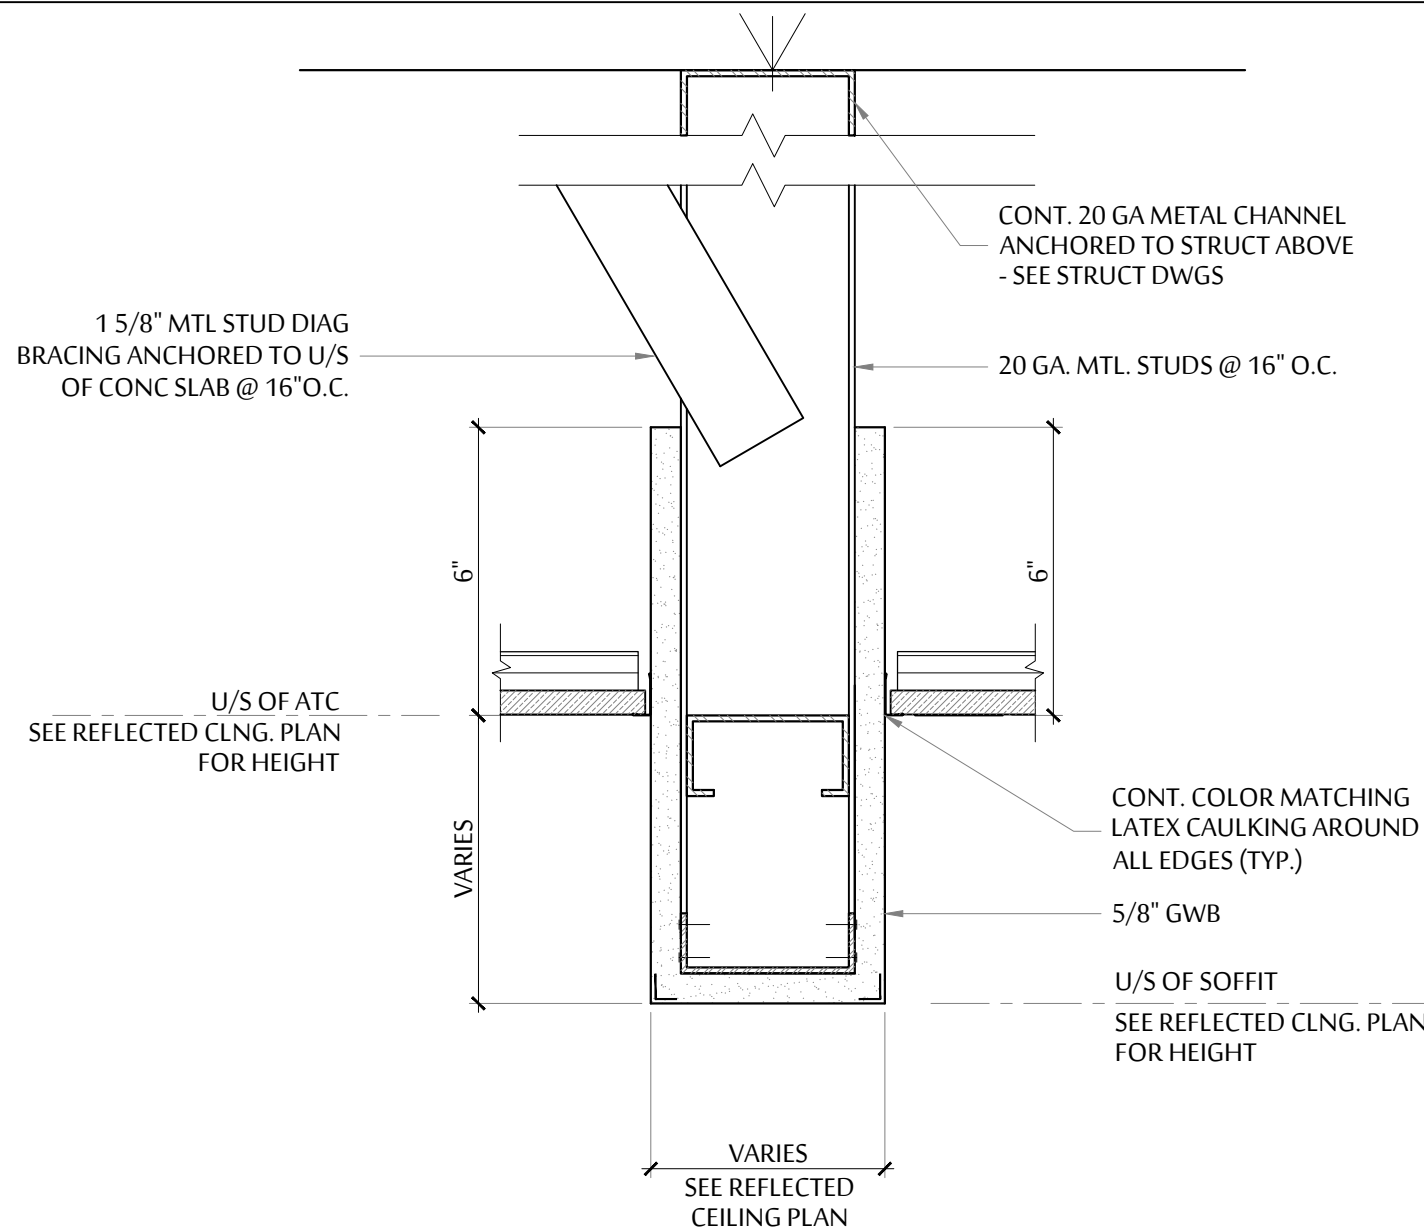 CONT. 20 GA METAL CHANNEL
ANCHORED TO STRUCT ABOVE
- SEE STRUCT DWGS
1 5/8" MTL STUD DIAG
BRACING ANCHORED TO U/S
OF CONC SLAB @ 16"O.C.
20 GA. MTL. STUDS @ 16" O.C.
6"
6"
U/S OF ATC
SEE REFLECTED CLNG. PLAN
FOR HEIGHT
VARIES
CONT. COLOR MATCHING
LATEX CAULKING AROUND
ALL EDGES (TYP.)
5/8" GWB
U/S OF SOFFIT
SEE REFLECTED CLNG. PLAN
FOR HEIGHT
VARIES
SEE REFLECTED
CEILING PLAN